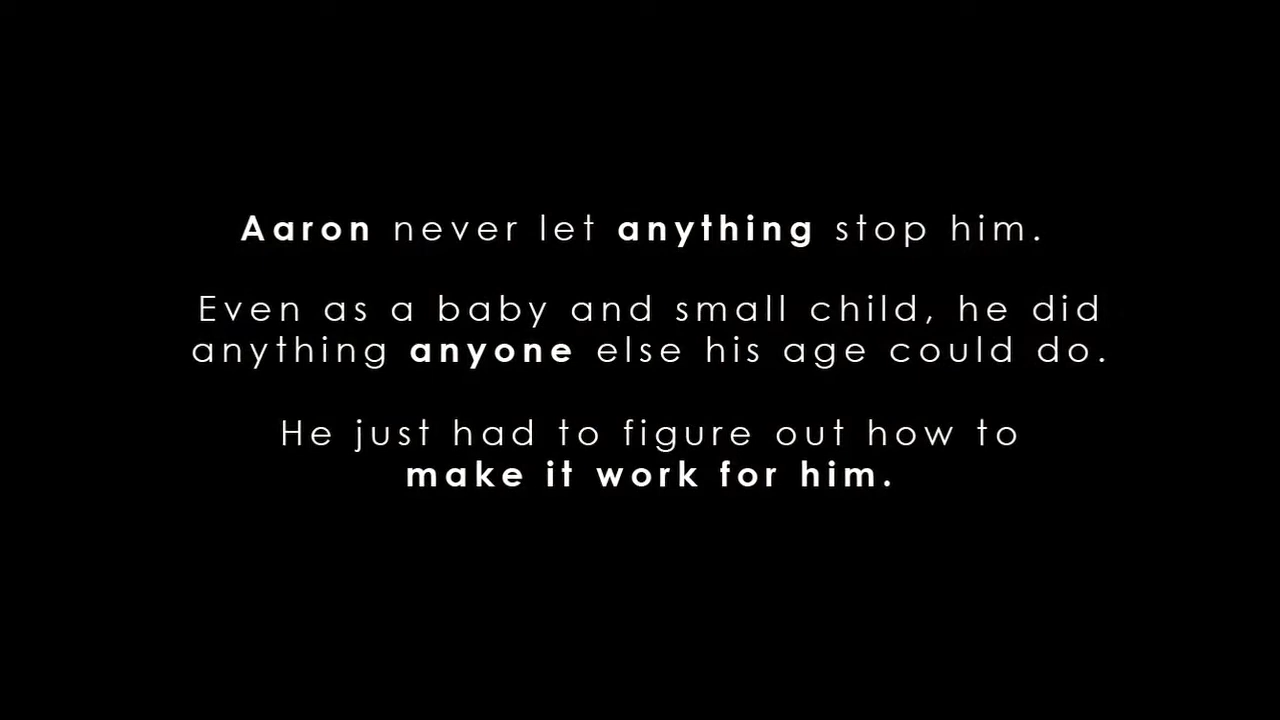 Aaron never let anything stop him.
Even as a baby and small child, he did
anything anyone else his age could do.
He just had to figure out how to
make it work for him.